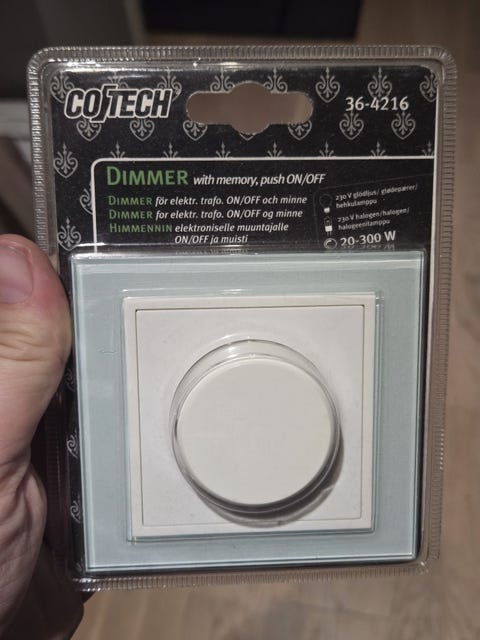 COTECH
36-4216
DIMMER with memory, push ON/OFF
DIMMER för elektr. trafo. ON/OFF och minne
DIMMER for elektr. trafo. ON/OFF og minne
HIMMENNIN elektroniselle muuntajalle
ON/OFF ja muisti
230 V glödljus/ glødepærer/
hehkulamppu
230 V halogen/halogen/
halogeenilamppu
20-300 W